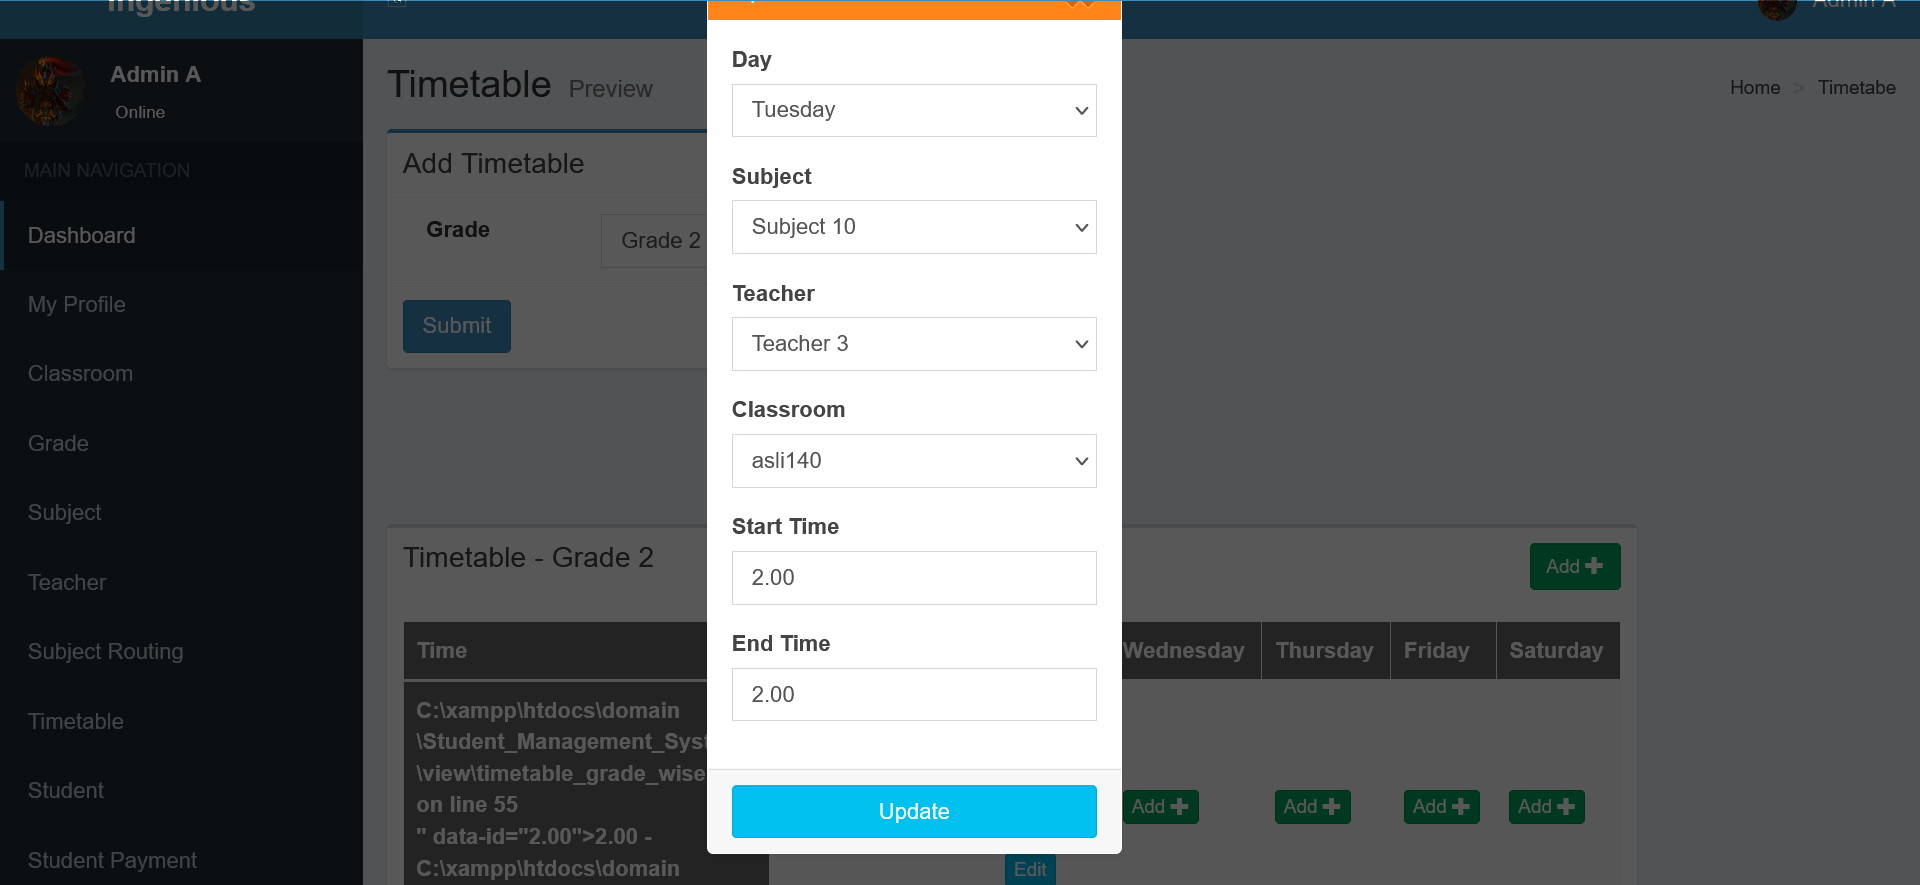 Ingenious
Admin A
Admin A
Online
MAIN NAVIGATION
Dashboard
My Profile
Classroom
Grade
Subject
Teacher
Subject Routing
Timetable
Student
Student Payment
Timetable Preview
Home > Timetabe
Add Timetable
Grade
Grade 2
Submit
Day
Tuesday
Subject
Subject 10
Teacher
Teacher 3
Classroom
asli140
Start Time
2.00
End Time
2.00
Update
Timetable - Grade 2
Add
Time Wednesday Thursday Friday Saturday
C:\xampp\htdocs\domain
\Student_Management_Syst
\view\timetable_grade_wise
on line 55
" data-id="2.00">2.00 -
C:\xampp\htdocs\domain
Add Add Add Add
Edit